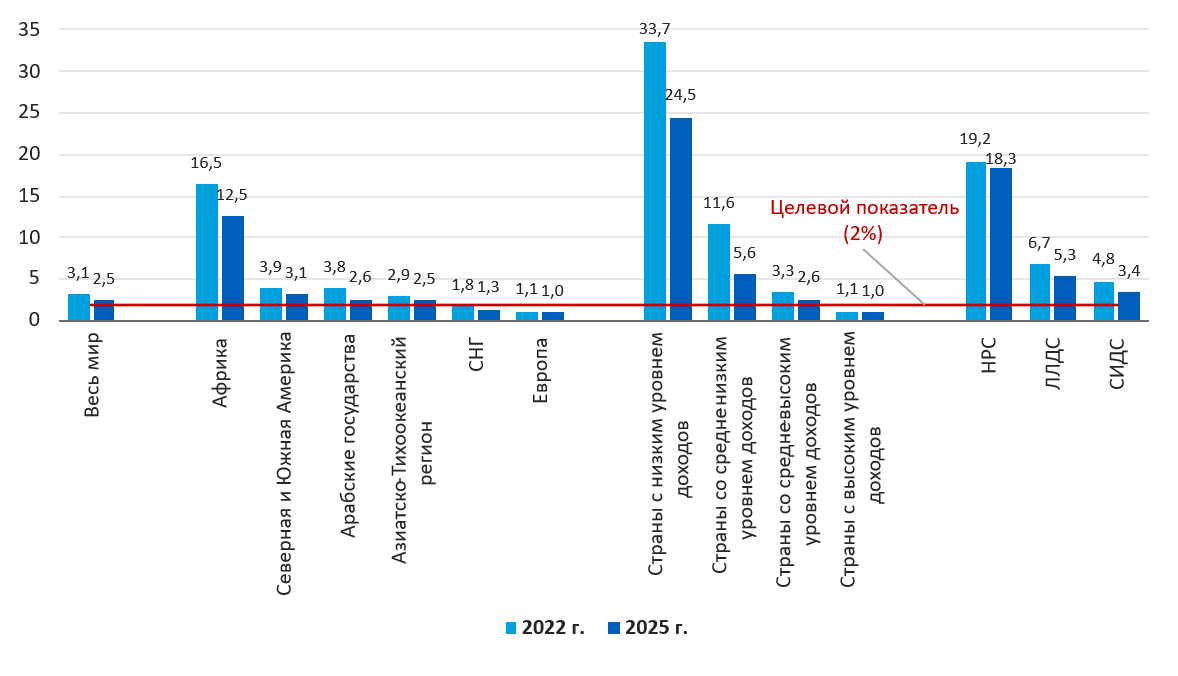 35
30
25
20
15
10
5
0
3,1
2,5
16,5
12,5
3,9
3,1
3,8
2,6
2,9
2,5
1,8
1,3
1,1
1,0
33,7
24,5
11,6
5,6
3,3
2,6
1,1
1,0
19,2
18,3
6,7
5,3
4,8
3,4
Целевой показатель
(2%)
Весь мир
Африка
Северная и Южная Америка
Арабские государства
Азиатско-Тихоокеанский
регион
СНГ
Европа
Страны с низким уровнем
доходов
Страны со средненизким
уровнем доходов
Страны со средневысоким
уровнем доходов
Страны с высоким уровнем
доходов
НРС
ЛЛДС
СИДС
2022 г.
2025 г.